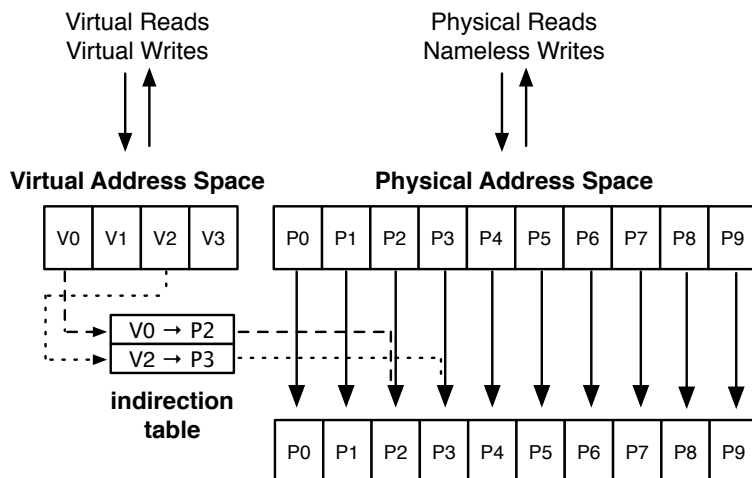 Virtual Reads
Virtual Writes
Physical Reads
Nameless Writes
Virtual Address Space
Physical Address Space
V0 V1 V2 V3
P0 P1 P2 P3 P4 P5 P6 P7 P8 P9
V0 → P2
V2 → P3
indirection
table
P0 P1 P2 P3 P4 P5 P6 P7 P8 P9